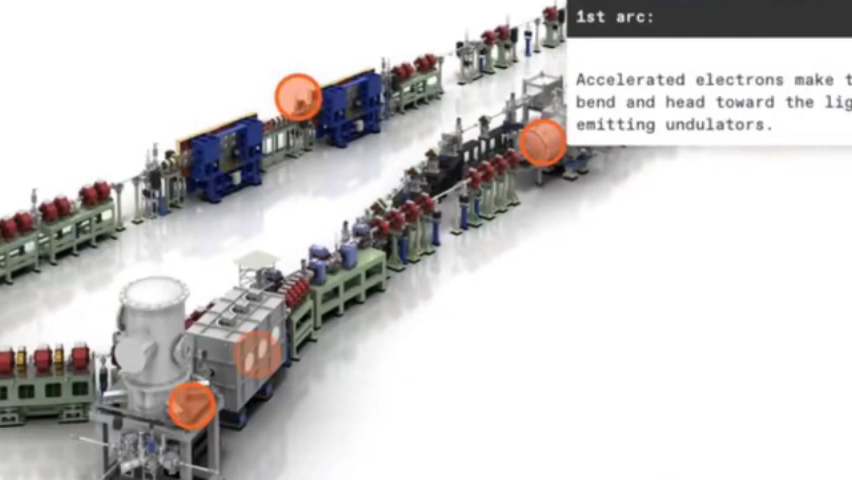 1st arc:
Accelerated electrons make
bend and head toward the
emitting undulators.